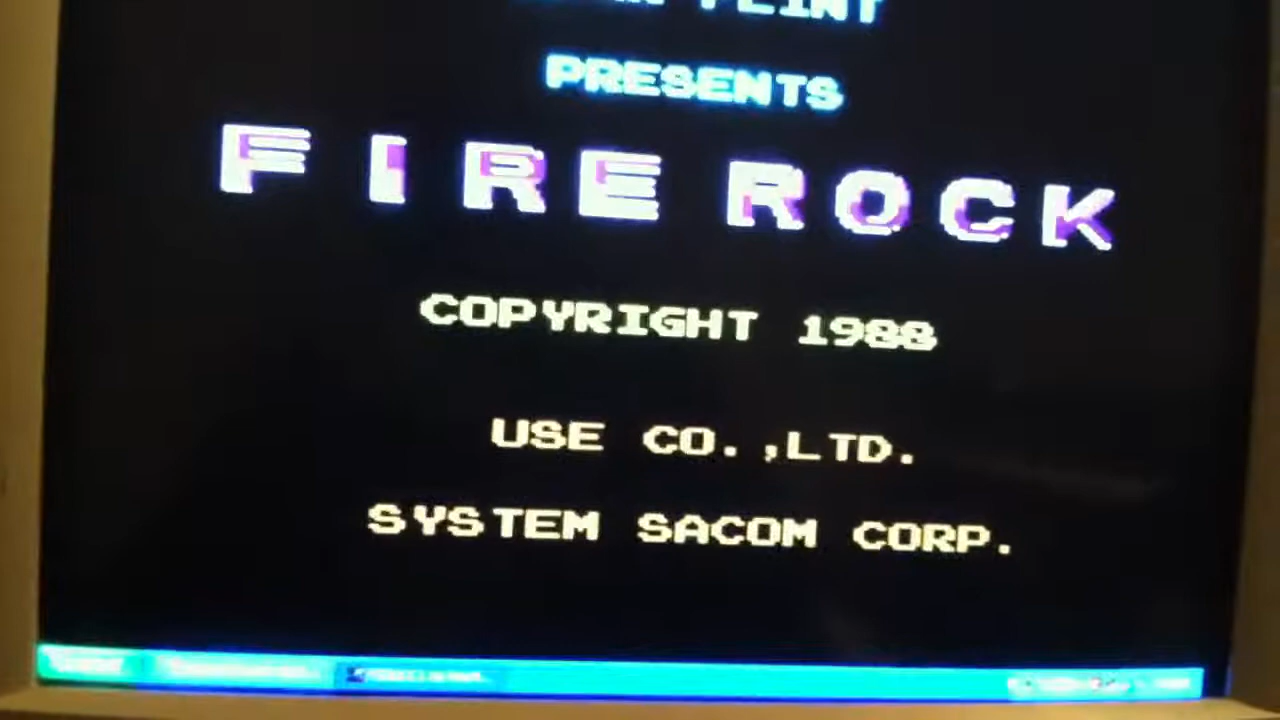 PRESENTS
FIRE ROCK
COPYRIGHT 1988
USE CO.,LTD.
SYSTEM SACOM CORP.